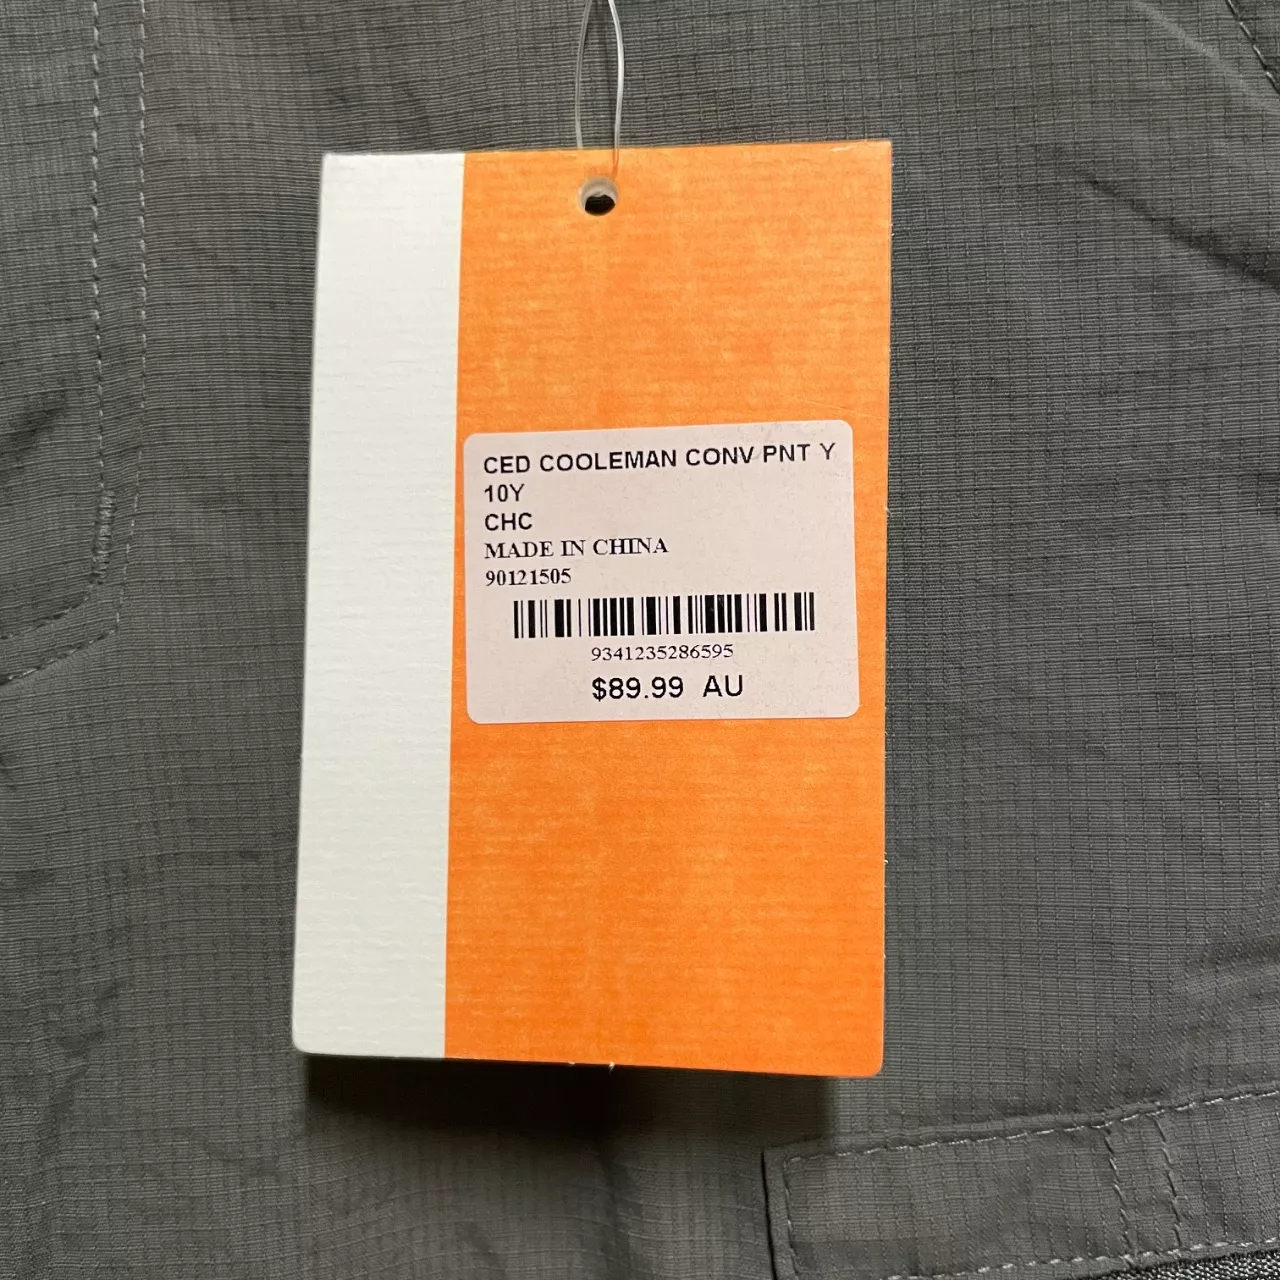 CED COOLEMAN CONV PNT Y
10Y
CHC
MADE IN CHINA
90121505
9341235286595
$89.99 AU